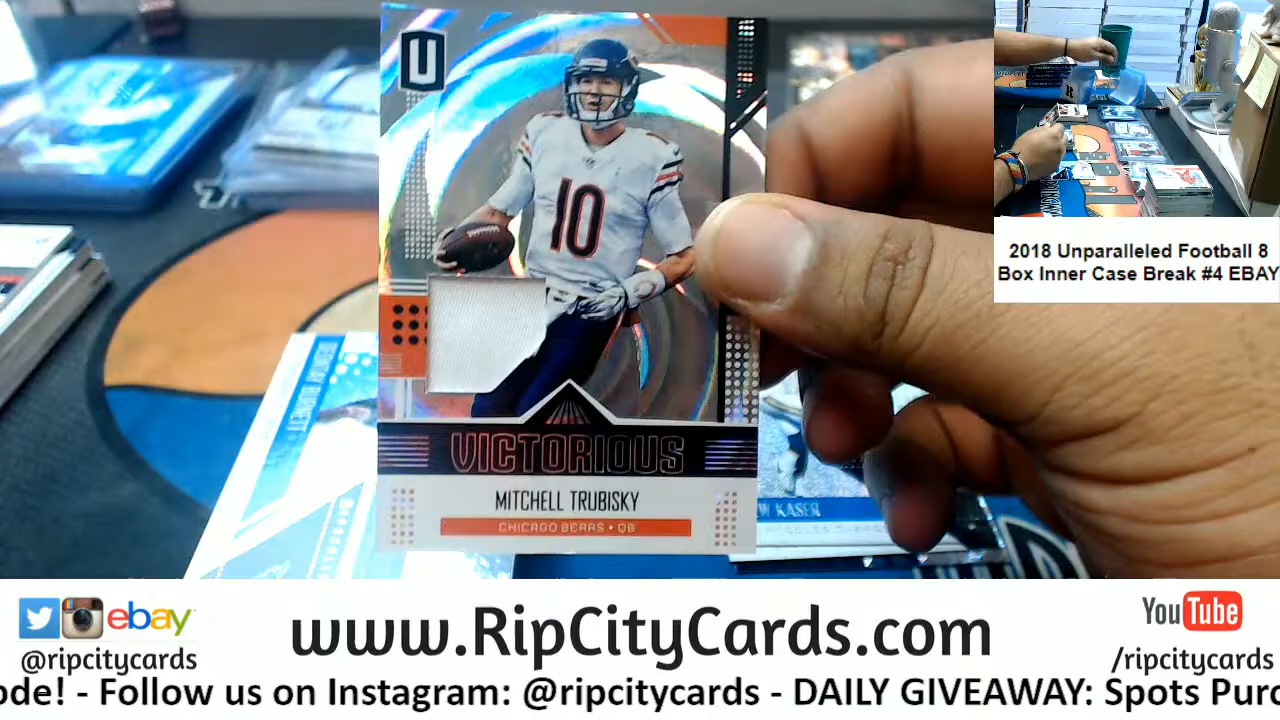 U
10
10
VICTORIOUS
MITCHELL TRUBISKY
CHICAGO BEARS • QB
KASER
2018 Unparalleled Football 8
Box Inner Case Break #4 EBAY
ebay
@ripcitycards
www.RipCityCards.com
YouTube
/ripcitycards
ode! - Follow us on Instagram: @ripcitycards - DAILY GIVEAWAY: Spots Purc